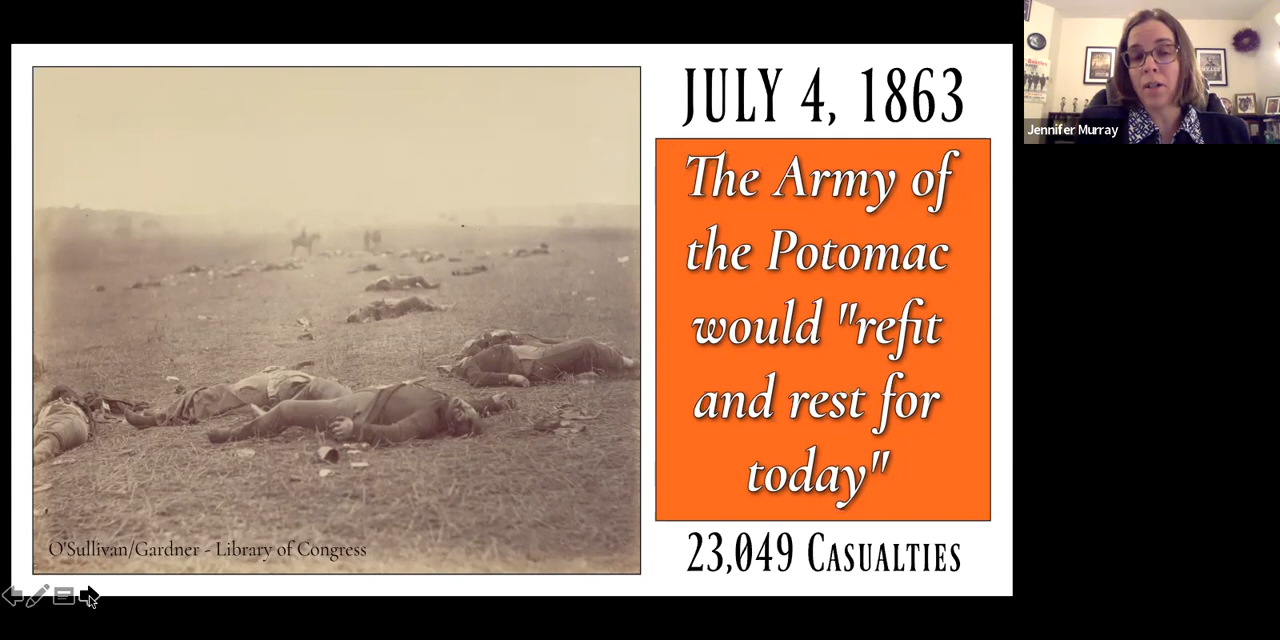 JULY 4, 1863
The Army of
the Potomac
would "refit
and rest for
today"
23,049 CASUALTIES
O'Sullivan/Gardner - Library of Congress
Jennifer Murray